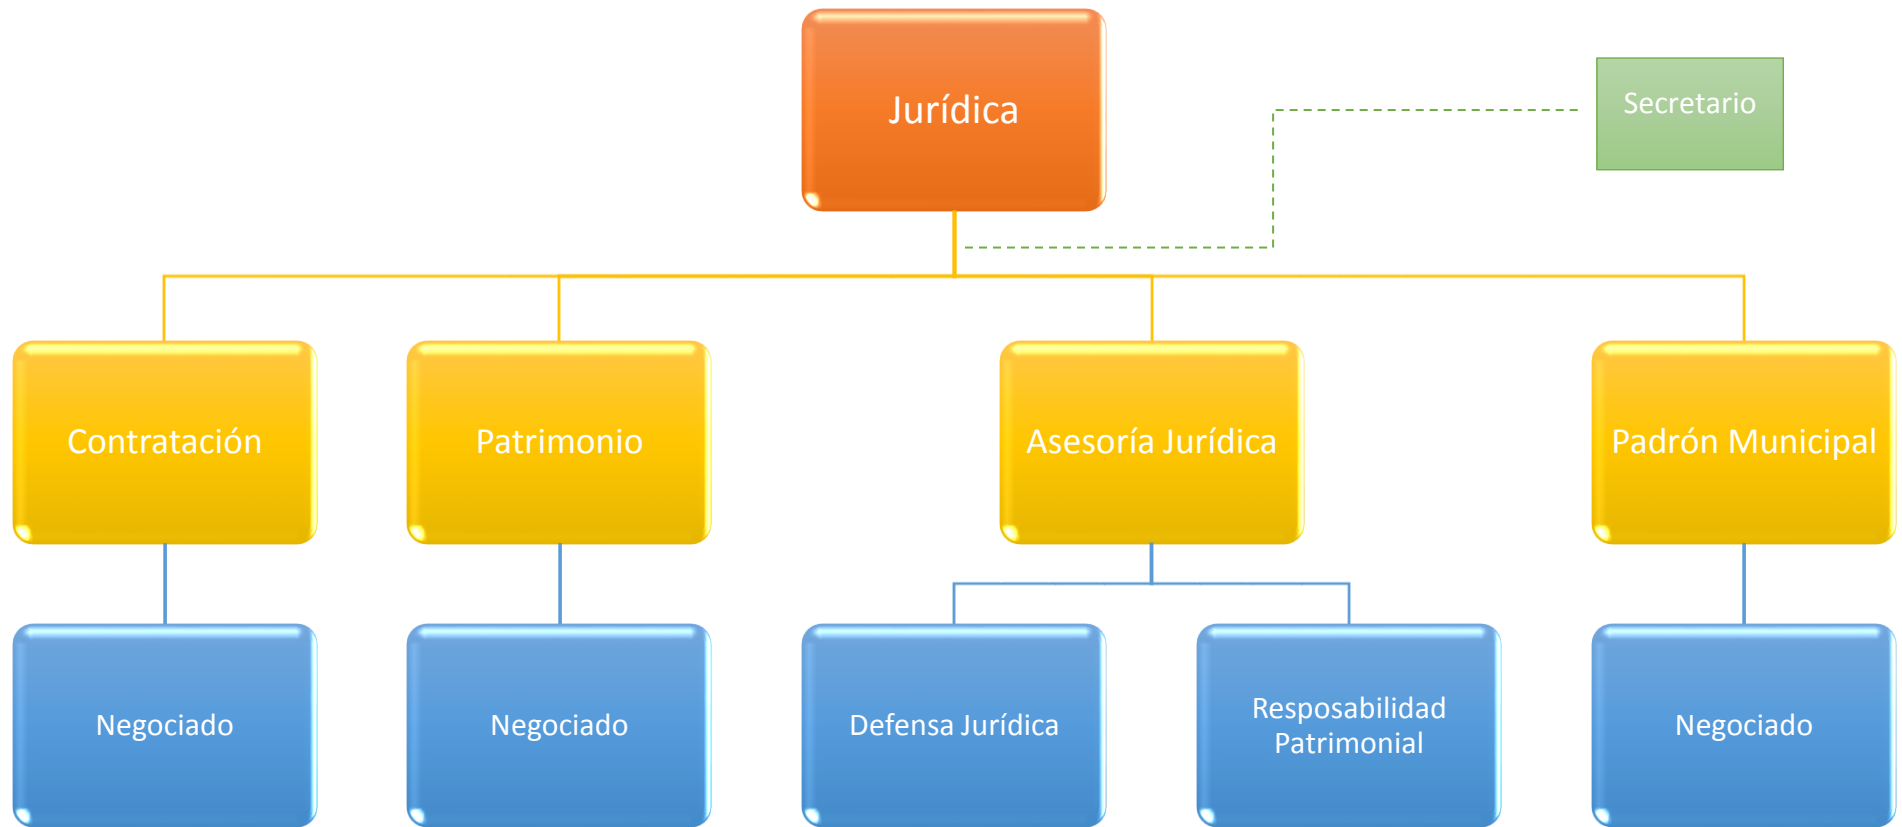 Jurídica
Secretario
Contratación
Patrimonio
Asesoría Jurídica
Padrón Municipal
Negociado
Negociado
Defensa Jurídica
Resposabilidad
Patrimonial
Negociado